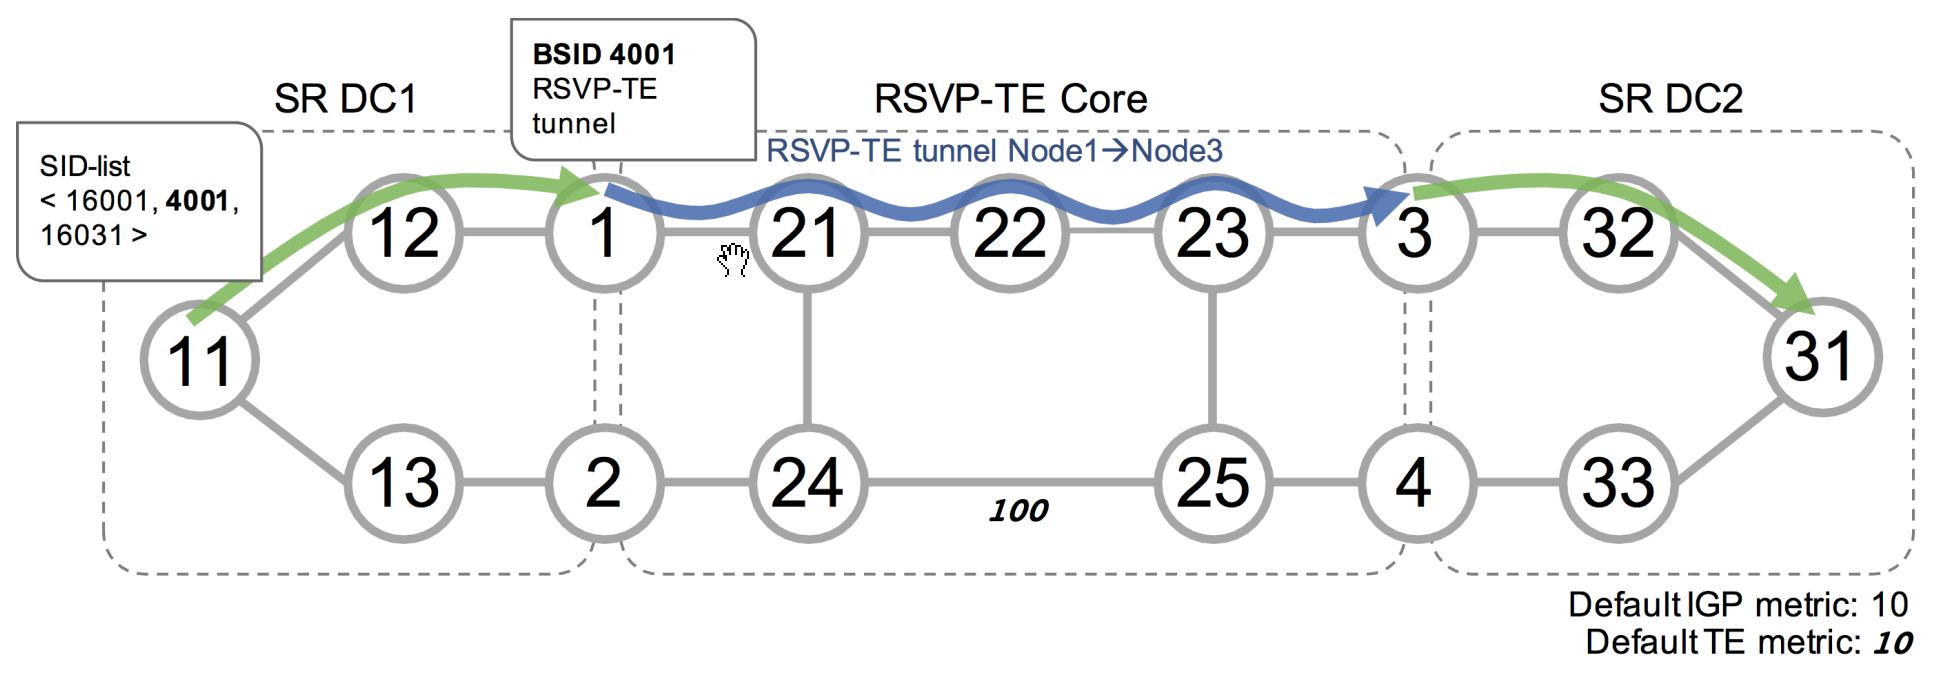 SR DC1
BSID 4001
RSVP-TE
tunnel
RSVP-TE Core
SR DC2
SID-list
< 16001, 4001,
16031 >
RSVP-TE tunnel Node1→Node3
12
1
21
22
23
3
32
11
31
13
2
24
100
25
4
33
Default IGP metric: 10
Default TE metric: 10